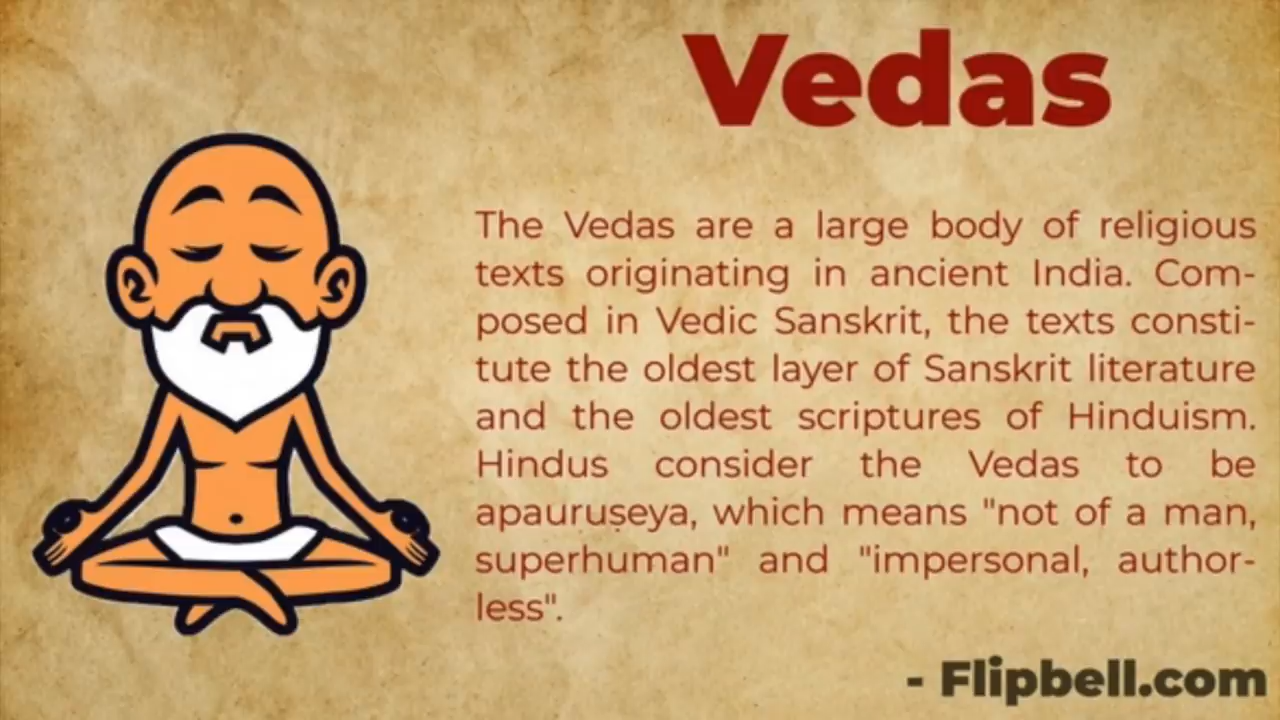 Vedas
The Vedas are a large body of religious
texts originating in ancient India. Com-
posed in Vedic Sanskrit, the texts consti-
tute the oldest layer of Sanskrit literature
and the oldest scriptures of Hinduism.
Hindus consider the Vedas to be
apauruṣeya, which means "not of a man,
superhuman" and "impersonal, author-
less".
- Flipbell.com